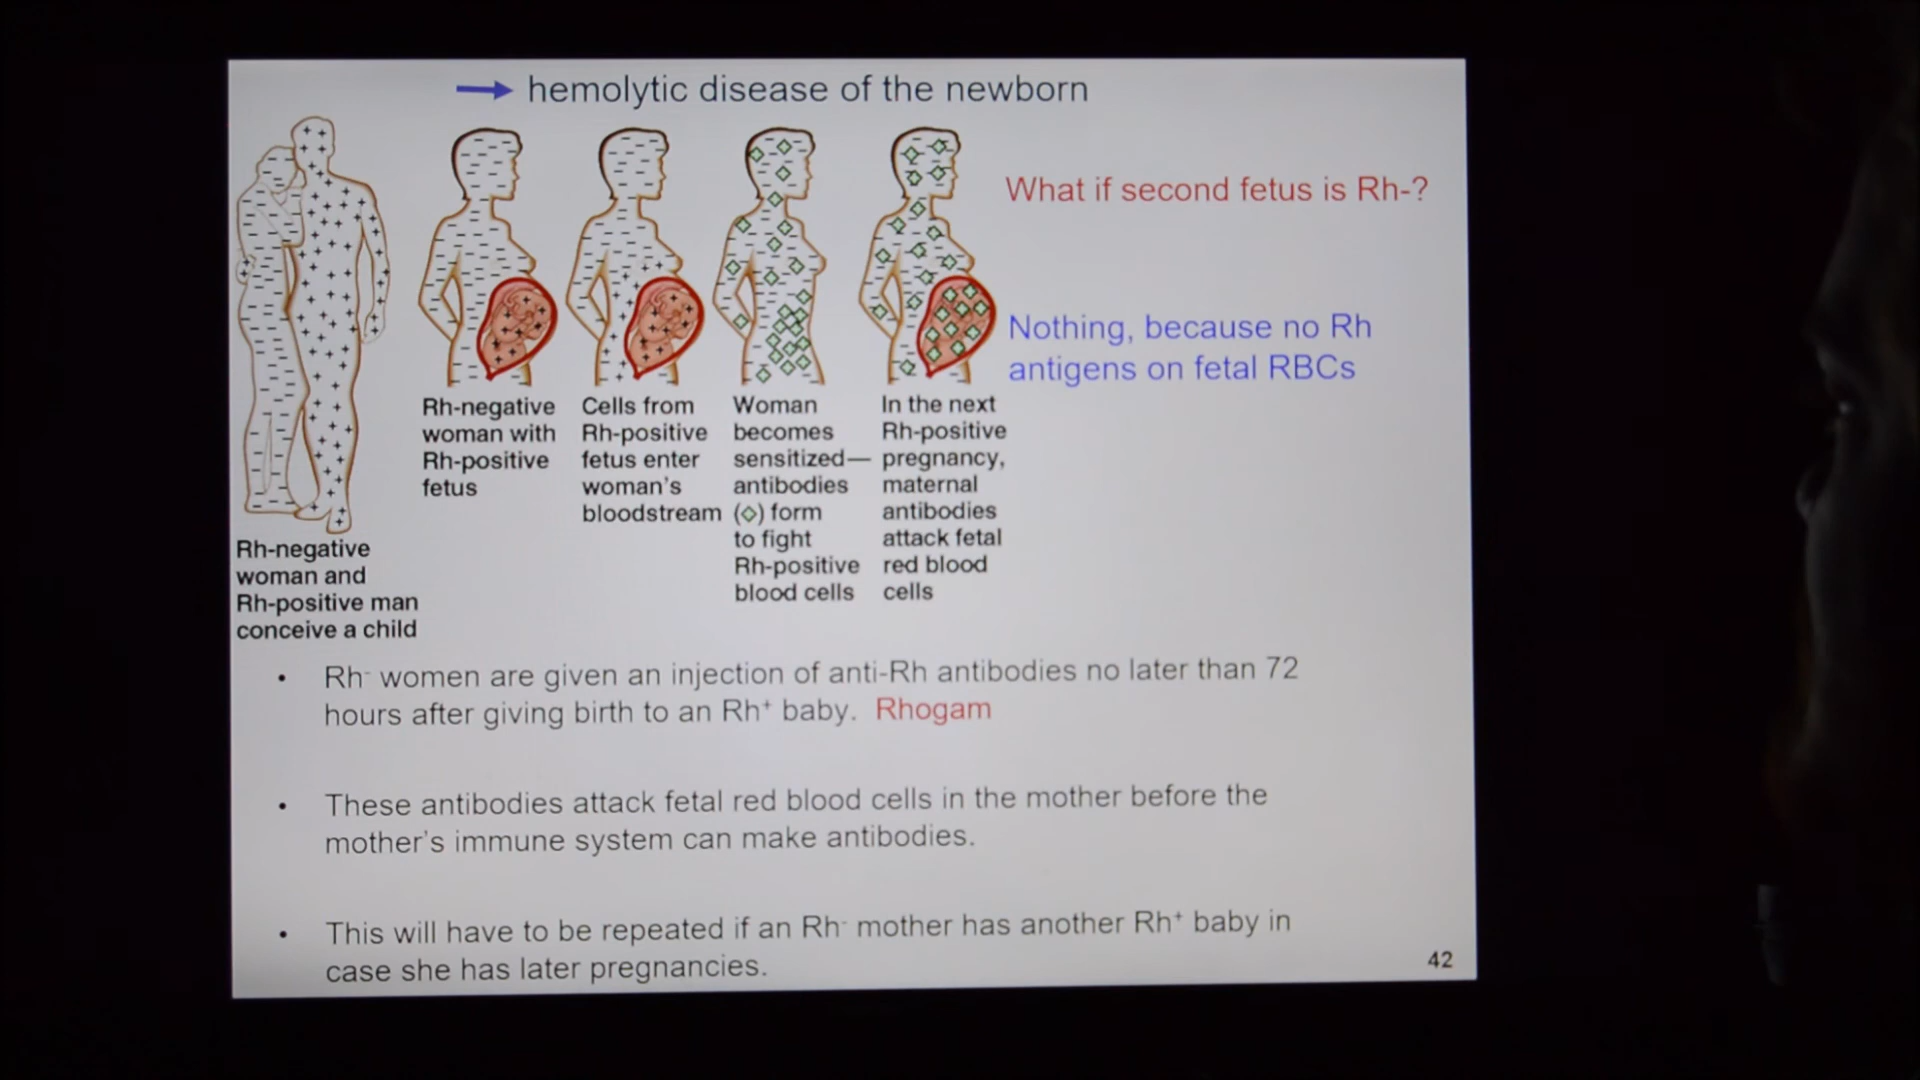 hemolytic disease of the newborn
What if second fetus is Rh-?
Nothing, because no Rh
antigens on fetal RBCs
Rh-negative
woman and
Rh-positive man
conceive a child
Rh-negative
woman with
Rh-positive
fetus
Cells from
Rh-positive
fetus enter
woman's
bloodstream
Woman
becomes
sensitized—
antibodies
(◇) form
to fight
Rh-positive
blood cells
In the next
Rh-positive
pregnancy,
maternal
antibodies
attack fetal
red blood
cells
• Rh⁻ women are given an injection of anti-Rh antibodies no later than 72
hours after giving birth to an Rh⁺ baby. Rhogam
• These antibodies attack fetal red blood cells in the mother before the
mother's immune system can make antibodies.
• This will have to be repeated if an Rh⁻ mother has another Rh⁺ baby in
case she has later pregnancies.
42